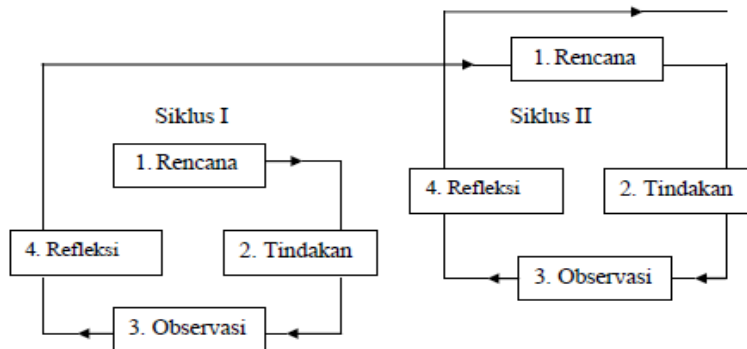 Siklus I
1. Rencana
2. Tindakan
3. Observasi
4. Refleksi
Siklus II
1. Rencana
2. Tindakan
3. Observasi
4. Refleksi